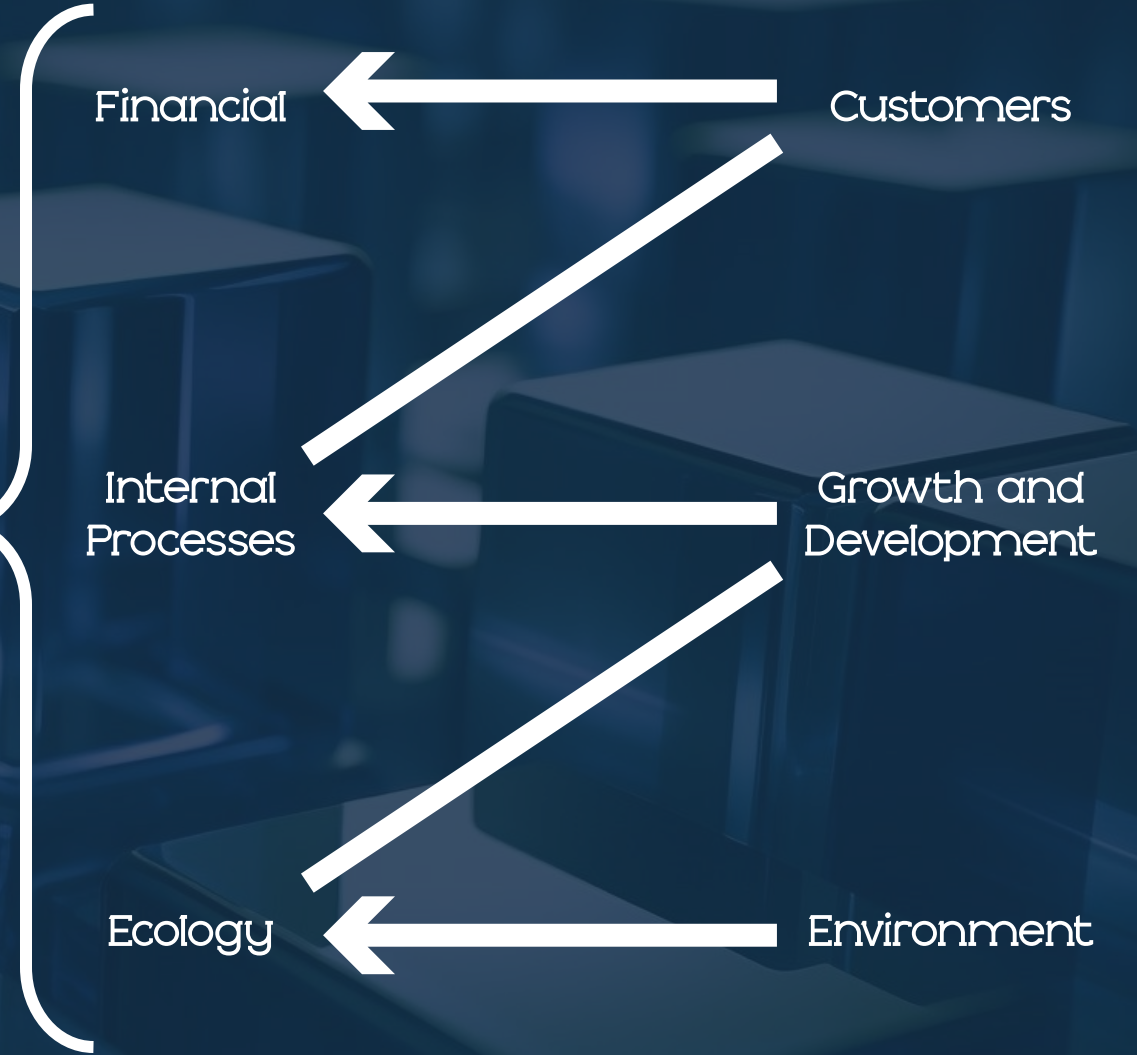 Financial
Customers
Internal
Processes
Growth and
Development
Ecology
Environment